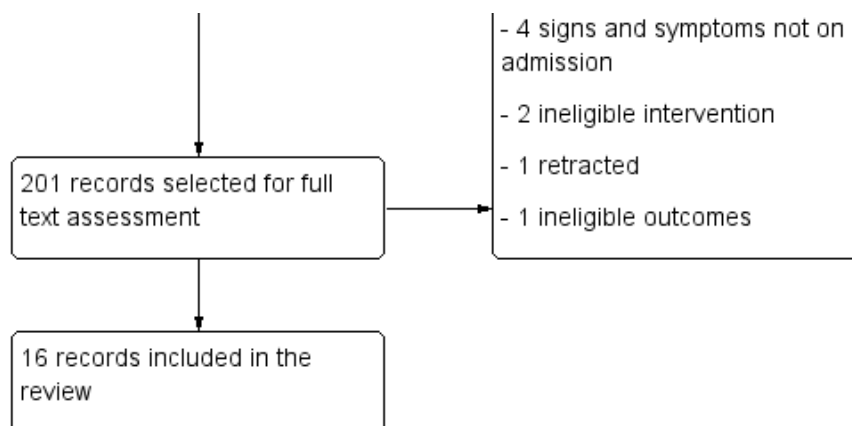 - 4 signs and symptoms not on
admission
- 2 ineligible intervention
- 1 retracted
- 1 ineligible outcomes
201 records selected for full
text assessment
16 records included in the
review